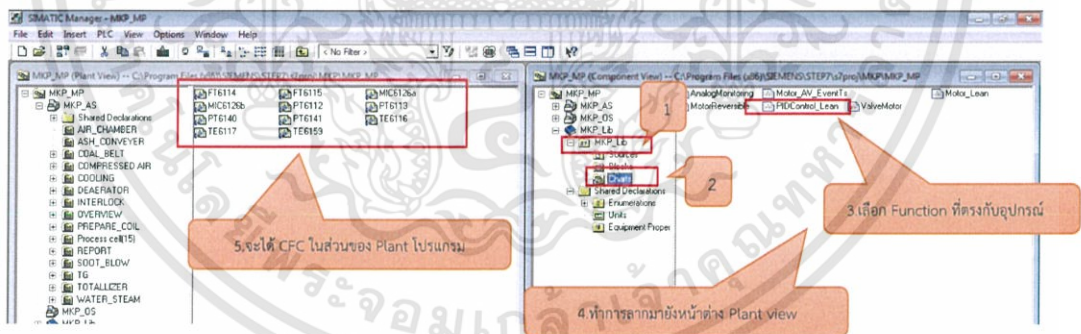 SIMATIC Manager - MKP_MP
File Edit Insert PLC View Options Window Help
< No Filter >
MKP_MP (Plant View) -- C:\Program Files (x86)\SIEMENS\STEP7\s7proj\MKP\MKP_MP
MKP_MP
MKP_AS
Shared Declarations
AIR_CHAMBER
ASH_CONVEYER
COAL_BELT
COMPRESSED AIR
COOLING
DEAERATOR
INTERLOCK
OVERVIEW
PREPARE_COIL
Process cell(15)
REPORT
SOOT_BLOW
TG
TOTALLIZER
WATER_STEAM
MKP_OS
MKP_Lib
FT6114 FT6115 MIC6126a
MIC6126b PT6112 PT6113
PT6140 PT6141 TE6116
TE6117 TE6159
5.จะได้ CFC ในส่วนของ Plant โปรแกรม
MKP_MP (Component View) -- C:\Program Files (x86)\SIEMENS\STEP7\s7proj\MKP\MKP_MP
MKP_MP
MKP_AS
MKP_OS
MKP_Lib
MKP_Lib
Sources
Blocks
Charts
Shared Declarations
Enumerations
Units
Equipment Proper
AnalogMonitoring Motor_AV_EventTs Motor_Lean
MotorReversible PIDControl_Lean ValveMotor
1
2
3.เลือก Function ที่ตรงกับอุปกรณ์
4.ทำการลากมายังหน้าต่าง Plant view